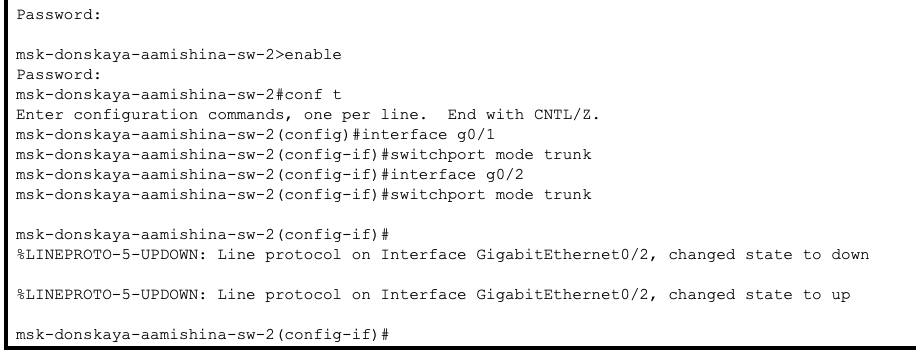 Password:
msk-donskaya-aamishina-sw-2>enable
Password:
msk-donskaya-aamishina-sw-2#conf t
Enter configuration commands, one per line.  End with CNTL/Z.
msk-donskaya-aamishina-sw-2(config)#interface g0/1
msk-donskaya-aamishina-sw-2(config-if)#switchport mode trunk
msk-donskaya-aamishina-sw-2(config-if)#interface g0/2
msk-donskaya-aamishina-sw-2(config-if)#switchport mode trunk
msk-donskaya-aamishina-sw-2(config-if)#
%LINEPROTO-5-UPDOWN: Line protocol on Interface GigabitEthernet0/2, changed state to down
%LINEPROTO-5-UPDOWN: Line protocol on Interface GigabitEthernet0/2, changed state to up
msk-donskaya-aamishina-sw-2(config-if)#